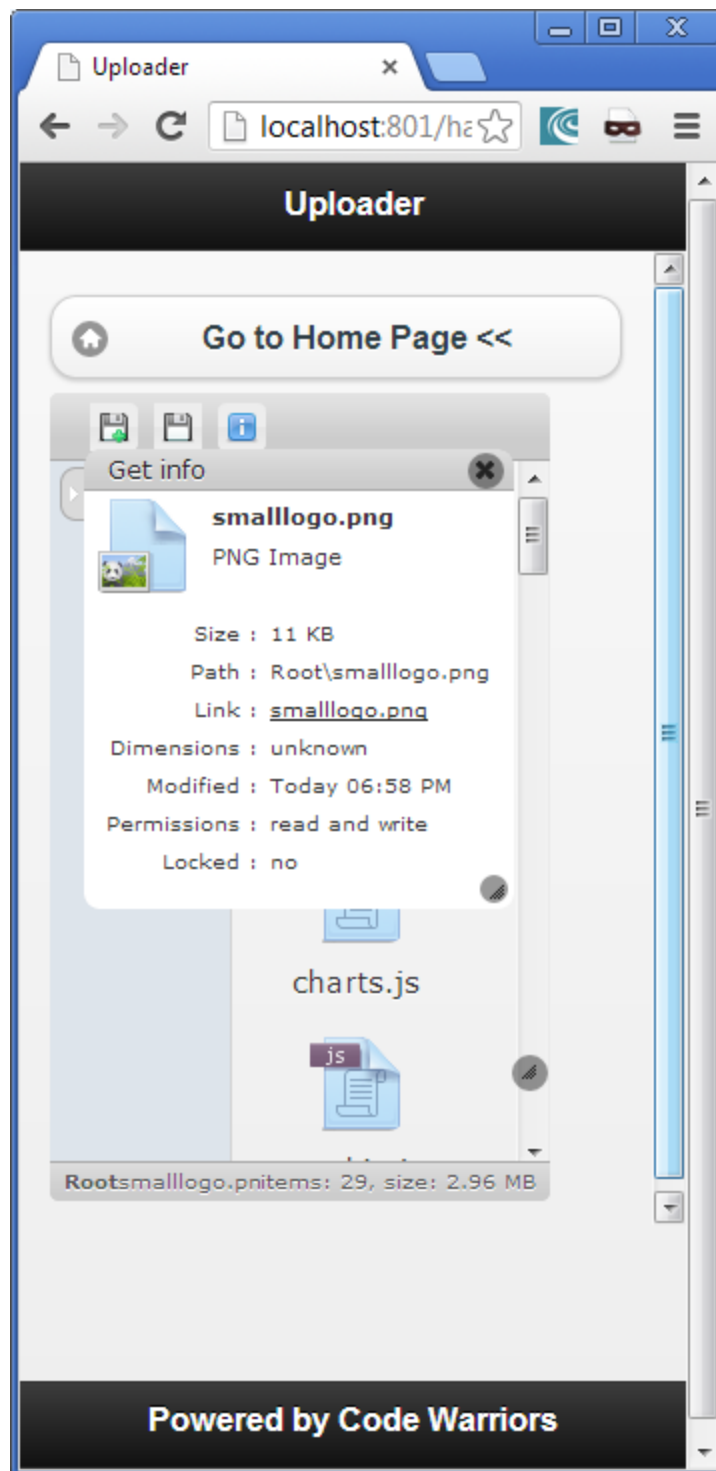 Uploader
localhost:801/ha
Uploader
Go to Home Page <<
Get info
smalllogo.png
PNG Image
Size : 11 KB
Path : Root\smalllogo.png
Link : smalllogo.png
Dimensions : unknown
Modified : Today 06:58 PM
Permissions : read and write
Locked : no
charts.js
js
Rootsmalllogo.pnitems: 29, size: 2.96 MB
Powered by Code Warriors